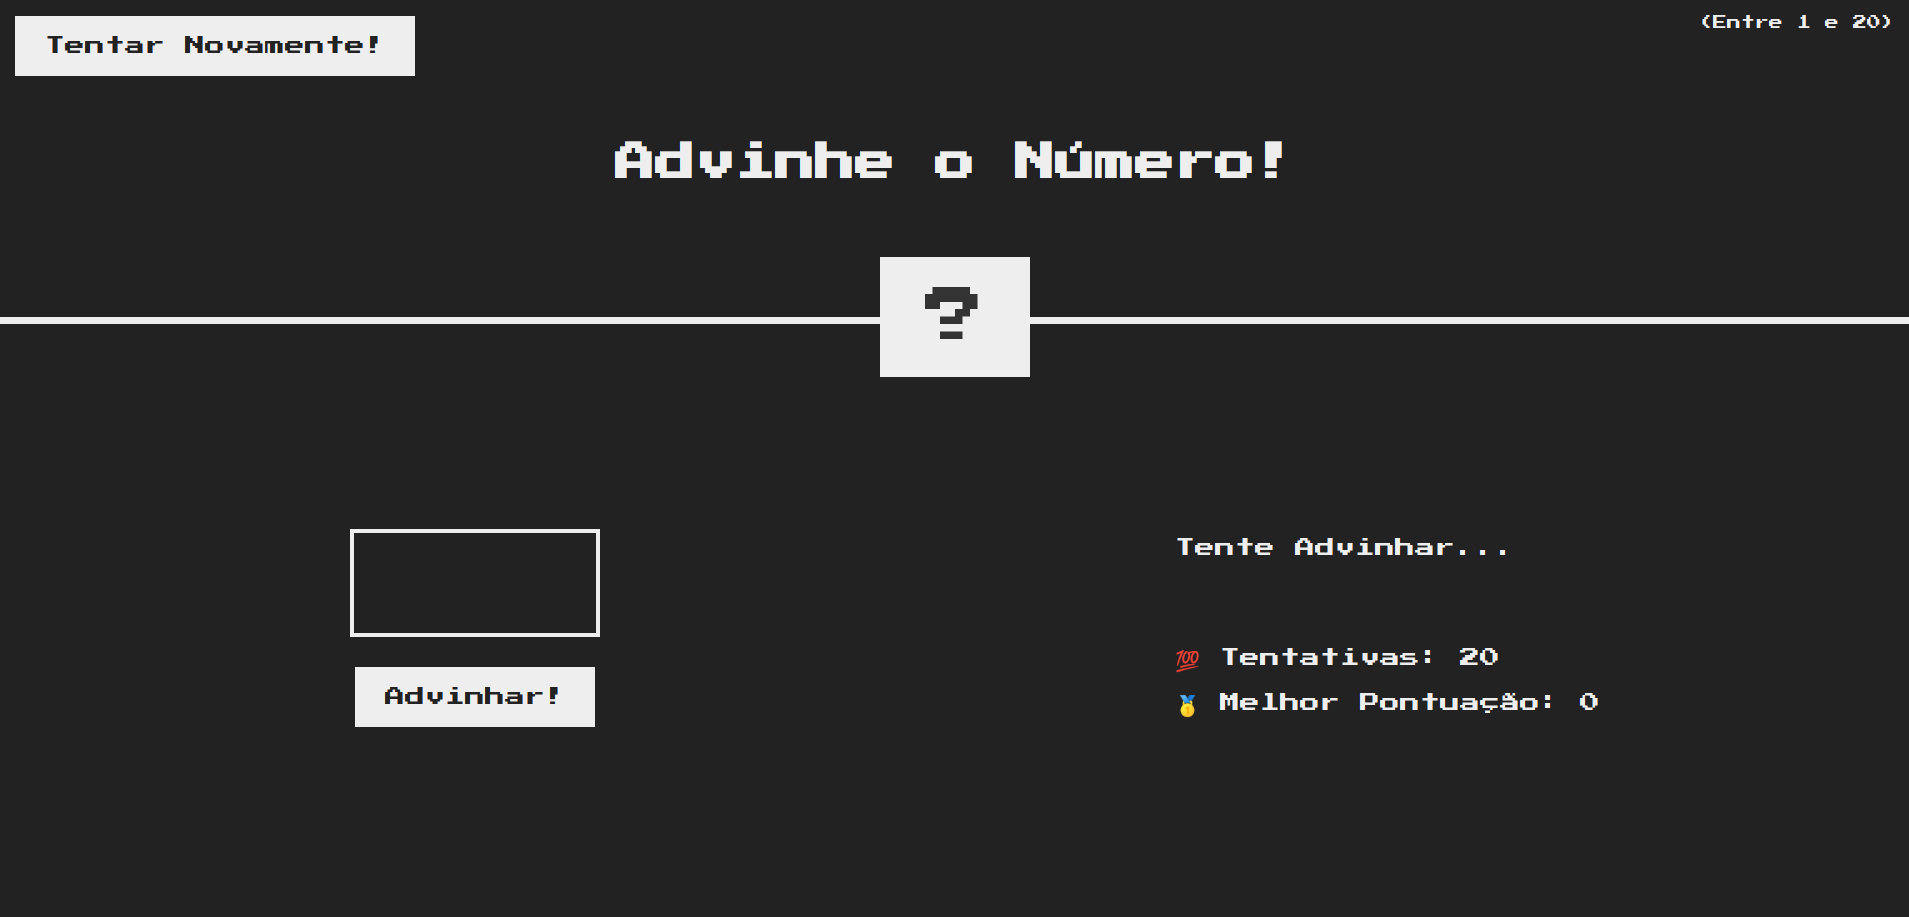 Tentar Novamente!
(Entre 1 e 20)
Advinhe o Número!
?
Tente Advinhar...
Advinhar!
💯 Tentativas: 20
🥇 Melhor Pontuação: 0